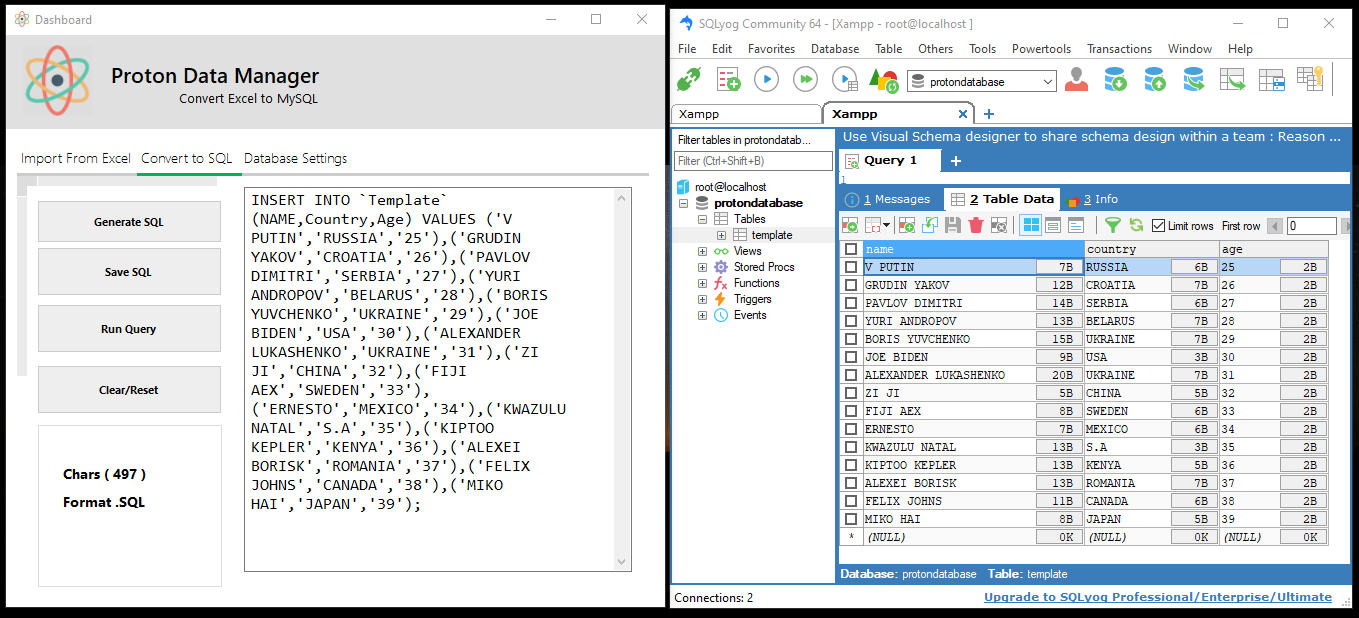 Dashboard
Proton Data Manager
Convert Excel to MySQL
Import From Excel Convert to SQL Database Settings
Generate SQL
Save SQL
Run Query
Clear/Reset
Chars ( 497 )
Format .SQL
INSERT INTO `Template`
(NAME,Country,Age) VALUES ('V
PUTIN','RUSSIA','25'),('GRUDIN
YAKOV','CROATIA','26'),('PAVLOV
DIMITRI','SERBIA','27'),('YURI
ANDROPOV','BELARUS','28'),('BORIS
YUVCHENKO','UKRAINE','29'),('JOE
BIDEN','USA','30'),('ALEXANDER
LUKASHENKO','UKRAINE','31'),('ZI
JI','CHINA','32'),('FIJI
AEX','SWEDEN','33'),
('ERNESTO','MEXICO','34'),('KWAZULU
NATAL','S.A','35'),('KIPTOO
KEPLER','KENYA','36'),('ALEXEI
BORISK','ROMANIA','37'),('FELIX
JOHNS','CANADA','38'),('MIKO
HAI','JAPAN','39');
SQLyog Community 64 - [Xampp - root@localhost ]
File Edit Favorites Database Table Others Tools Powertools Transactions Window Help
protondatabase
Xampp Xampp
Filter tables in protondatab...
Filter (Ctrl+Shift+B)
root@localhost
protondatabase
Tables
template
Views
Stored Procs
Functions
Triggers
Events
Use Visual Schema designer to share schema design within a team : Reason ...
Query 1
1
1 Messages 2 Table Data 3 Info
Limit rows First row 0
name country age
V PUTIN 7B RUSSIA 6B 25 2B
GRUDIN YAKOV 12B CROATIA 7B 26 2B
PAVLOV DIMITRI 14B SERBIA 6B 27 2B
YURI ANDROPOV 13B BELARUS 7B 28 2B
BORIS YUVCHENKO 15B UKRAINE 7B 29 2B
JOE BIDEN 9B USA 3B 30 2B
ALEXANDER LUKASHENKO 20B UKRAINE 7B 31 2B
ZI JI 5B CHINA 5B 32 2B
FIJI AEX 8B SWEDEN 6B 33 2B
ERNESTO 7B MEXICO 6B 34 2B
KWAZULU NATAL 13B S.A 3B 35 2B
KIPTOO KEPLER 13B KENYA 5B 36 2B
ALEXEI BORISK 13B ROMANIA 7B 37 2B
FELIX JOHNS 11B CANADA 6B 38 2B
MIKO HAI 8B JAPAN 5B 39 2B
* (NULL) 0K (NULL) 0K (NULL) 0K
Database: protondatabase Table: template
Connections: 2
Upgrade to SQLyog Professional/Enterprise/Ultimate